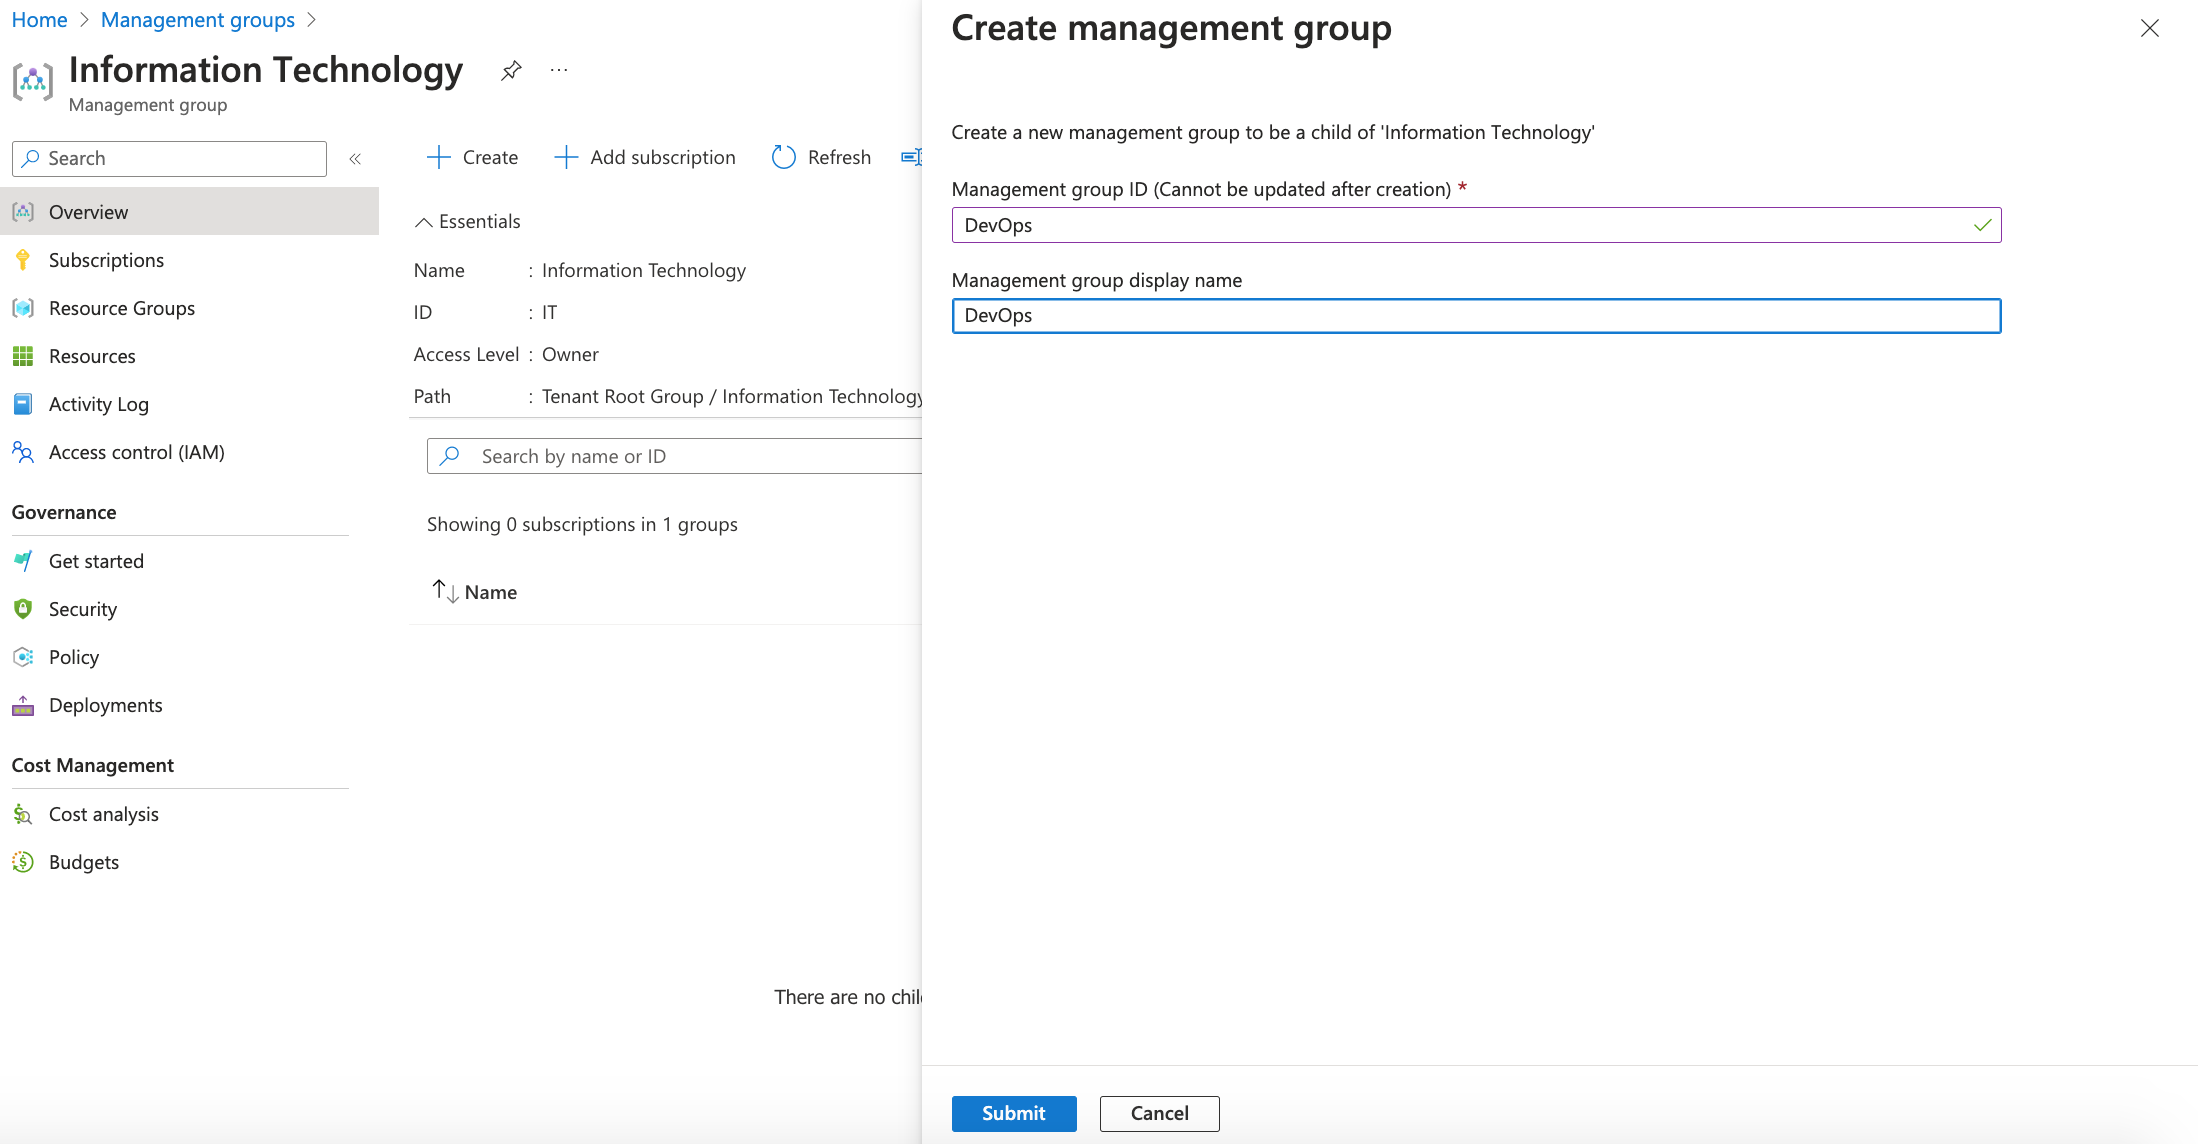 Home > Management groups >
Information Technology
...
Management group
Search
«
Overview
Subscriptions
Resource Groups
Resources
Activity Log
Access control (IAM)
Governance
Get started
Security
Policy
Deployments
Cost Management
Cost analysis
Budgets
Create
Add subscription
Refresh
Essentials
Name : Information Technology
ID : IT
Access Level : Owner
Path : Tenant Root Group / Information Technology
Search by name or ID
Showing 0 subscriptions in 1 groups
Name
There are no
Create management group
Create a new management group to be a child of 'Information Technology'
Management group ID (Cannot be updated after creation) *
DevOps
Management group display name
DevOps
Submit
Cancel